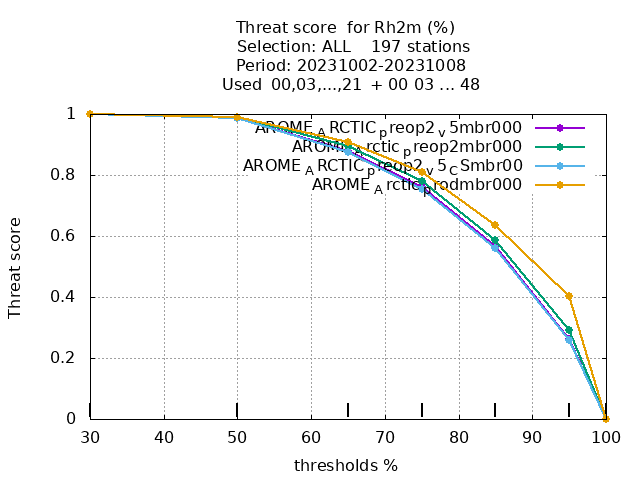 Threat score for Rh2m (%)
Selection: ALL 197 stations
Period: 20231002-20231008
Used 00,03,...,21 + 00 03 ... 48
AROME_ARCTIC_preop2_v5mbr000
AROME_Arctic_preop2mbr000
AROME_ARCTIC_preop2_v5_CSmbr00
AROME_Arctic_prodmbr000
1
0.8
0.6
0.4
0.2
0
Threat score
30 40 50 60 70 80 90 100
thresholds %